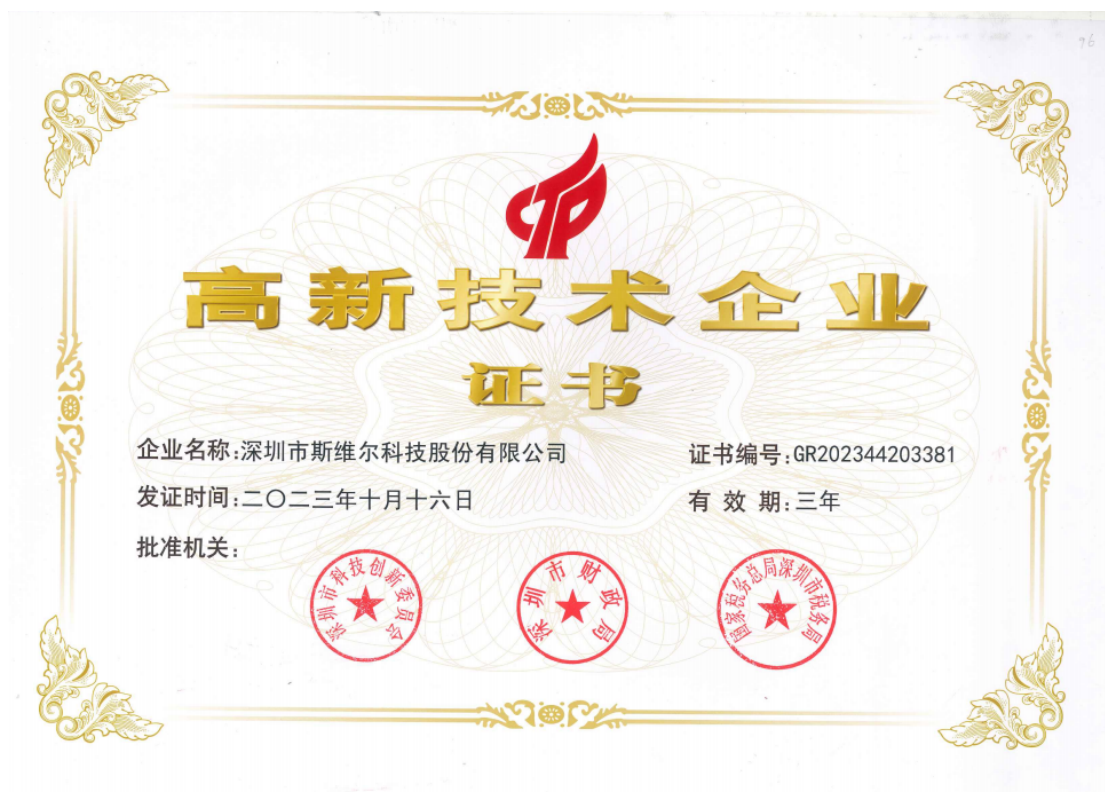 96
高新技术企业
证书
企业名称:深圳市斯维尔科技股份有限公司
证书编号:GR202344203381
发证时间:二〇二三年十月十六日
有 效 期:三年
批准机关:
深圳市科技创新委员会
深圳市财政局
国家税务总局深圳市税务局